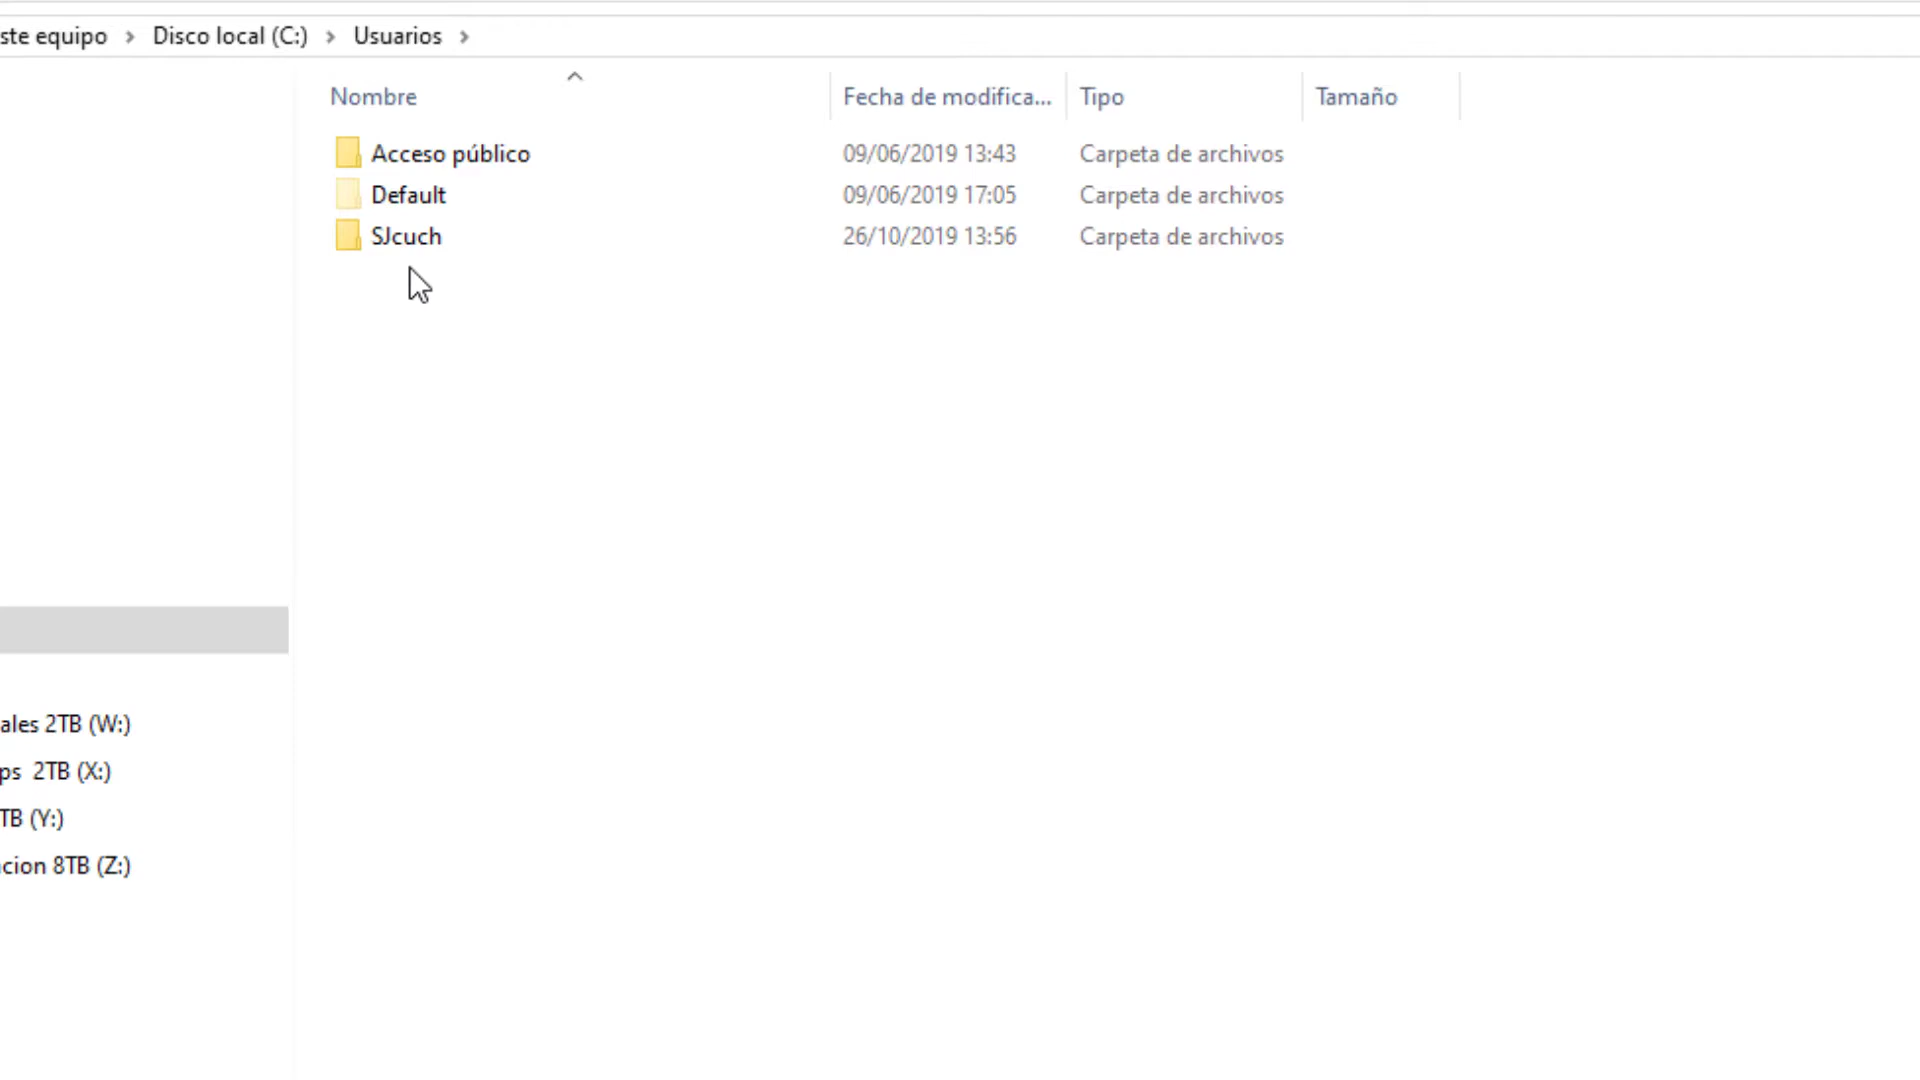 ste equipo > Disco local (C:) > Usuarios >
Nombre Fecha de modifica... Tipo Tamaño
Acceso público 09/06/2019 13:43 Carpeta de archivos
Default 09/06/2019 17:05 Carpeta de archivos
SJcuch 26/10/2019 13:56 Carpeta de archivos
ales 2TB (W:)
ps 2TB (X:)
TB (Y:)
cion 8TB (Z:)